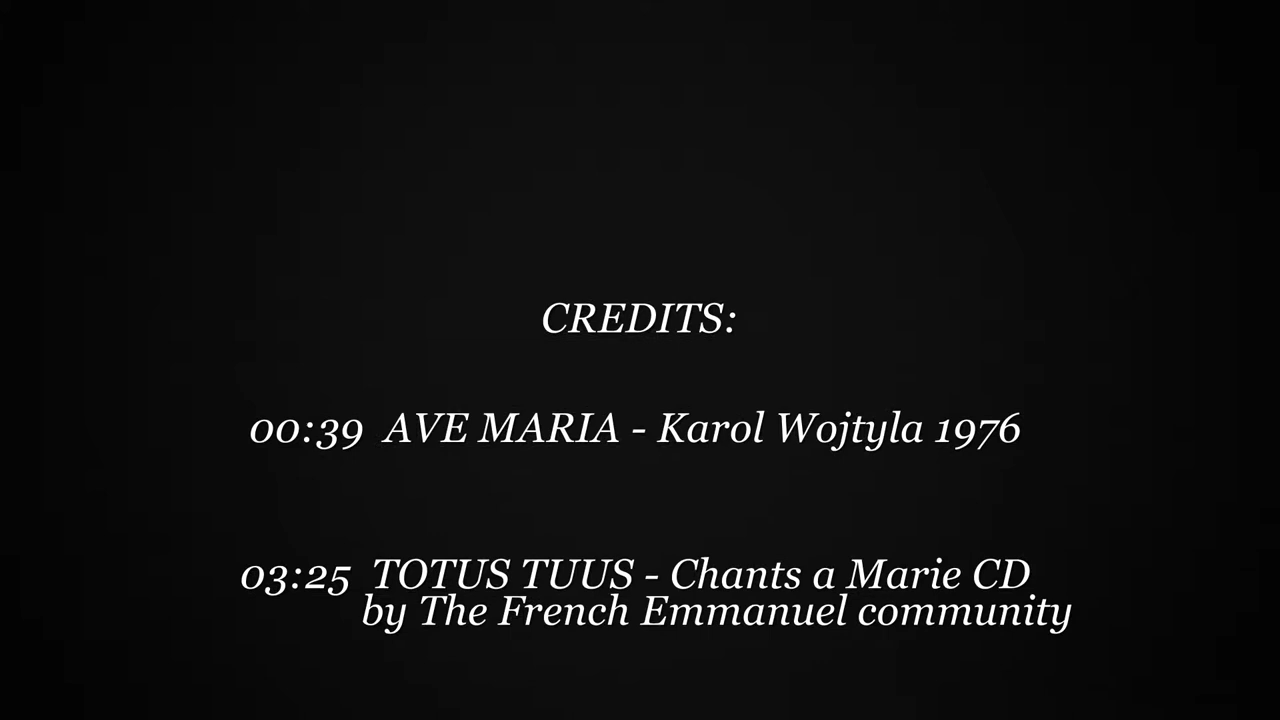 CREDITS:
00:39 AVE MARIA - Karol Wojtyla 1976
03:25 TOTUS TUUS - Chants a Marie CD
by The French Emmanuel community